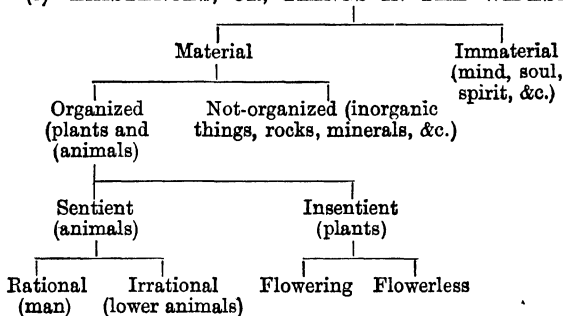 Material Immaterial
(mind, soul,
spirit, &c.)
Organized Not-organized (inorganic
(plants and things, rocks, minerals, &c.)
(animals)
Sentient Insentient
(animals) (plants)
Rational Irrational Flowering Flowerless
(man) (lower animals)